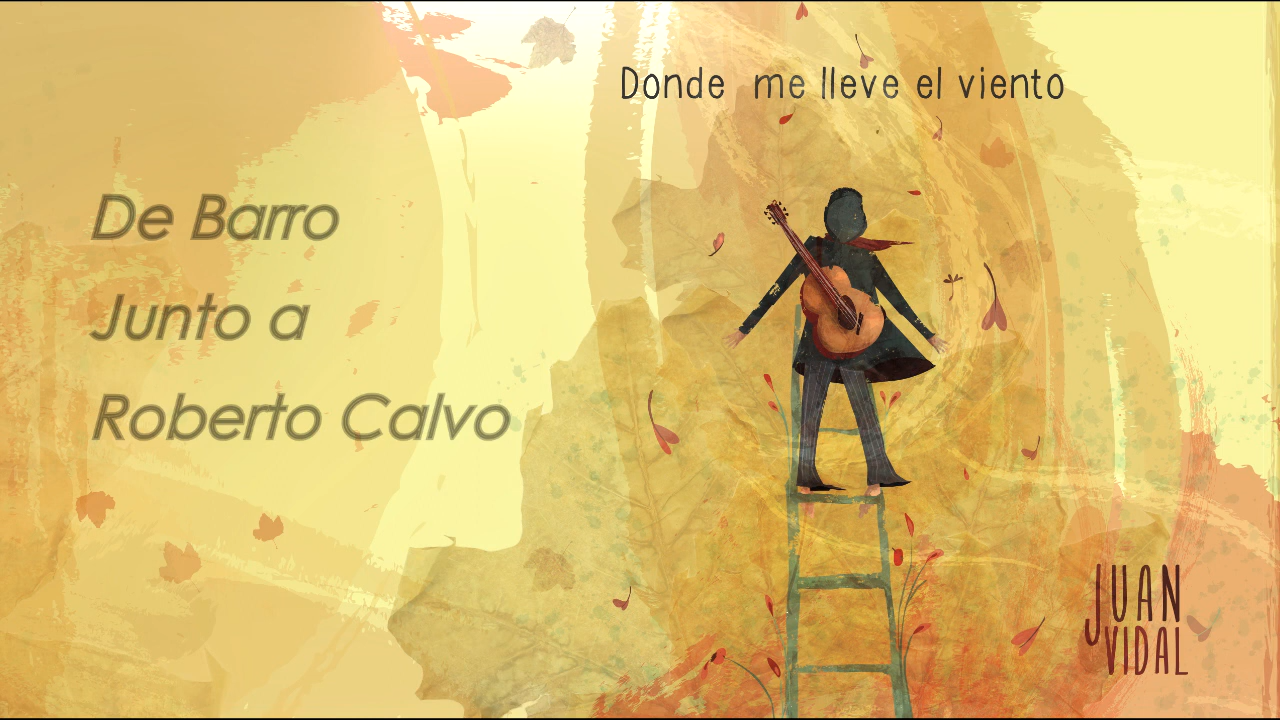 Donde me lleve el viento
De Barro
Junto a
Roberto Calvo
JUAN
VIDAL